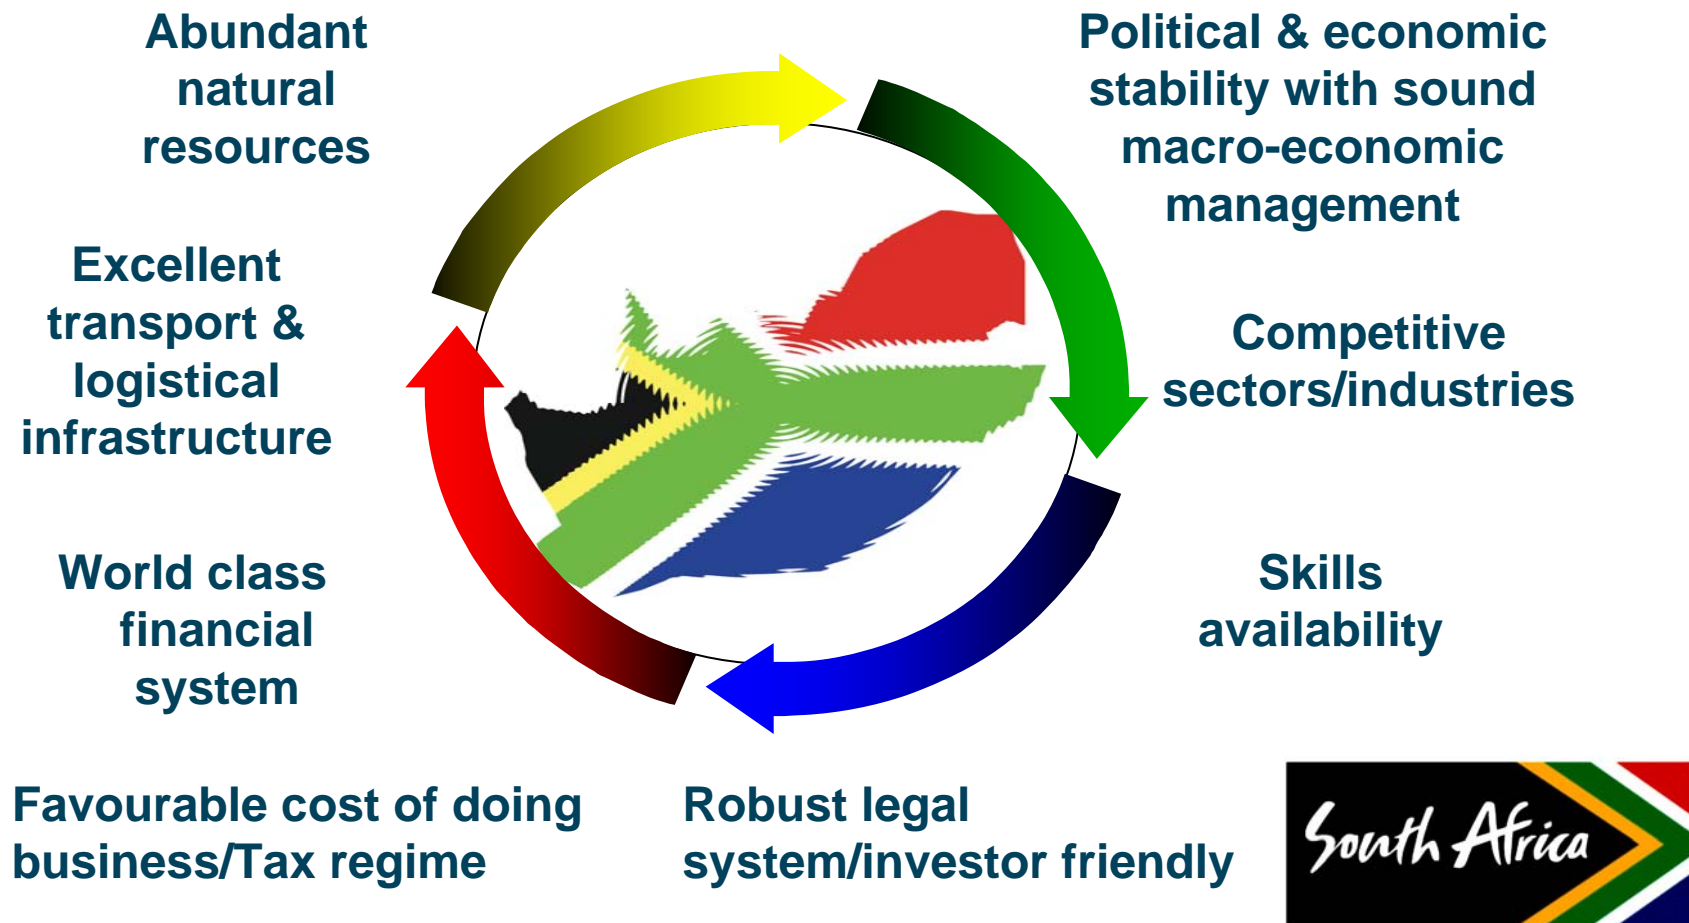 Abundant
natural
resources
Political & economic
stability with sound
macro-economic
management
Excellent
transport &
logistical
infrastructure
Competitive
sectors/industries
World class
financial
system
Skills
availability
Favourable cost of doing
business/Tax regime
Robust legal
system/investor friendly
South Africa